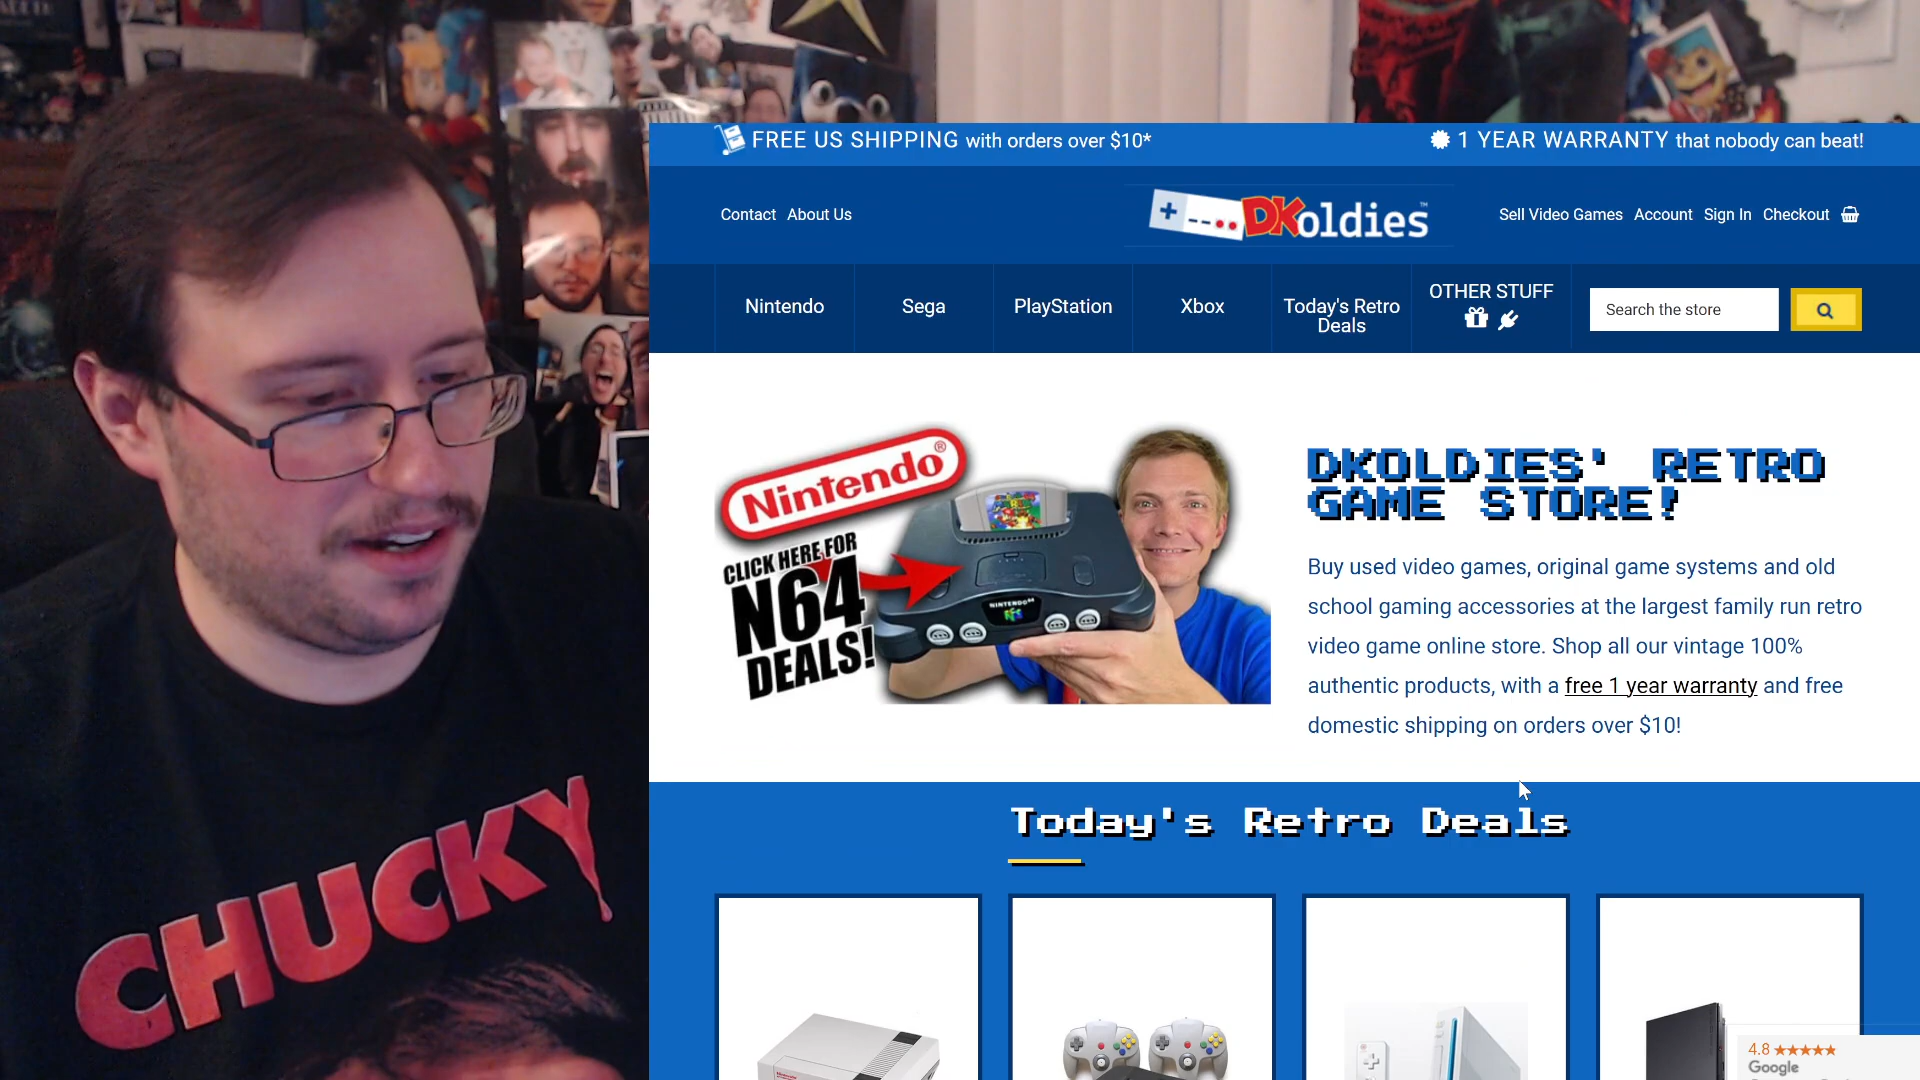 FREE US SHIPPING with orders over $10*
1 YEAR WARRANTY that nobody can beat!
Contact
About Us
DKoldies™
Sell Video Games
Account
Sign In
Checkout
Nintendo
Sega
PlayStation
Xbox
Today's Retro
Deals
OTHER STUFF
Search the store
Nintendo®
CLICK HERE FOR
N64
DEALS!
NINTENDO 64
DKOLDIES' RETRO
GAME STORE!
Buy used video games, original game systems and old
school gaming accessories at the largest family run retro
video game online store. Shop all our vintage 100%
authentic products, with a free 1 year warranty and free
domestic shipping on orders over $10!
Today's Retro Deals
Nintendo
4.8 ★★★★★
Google
CHUCKY